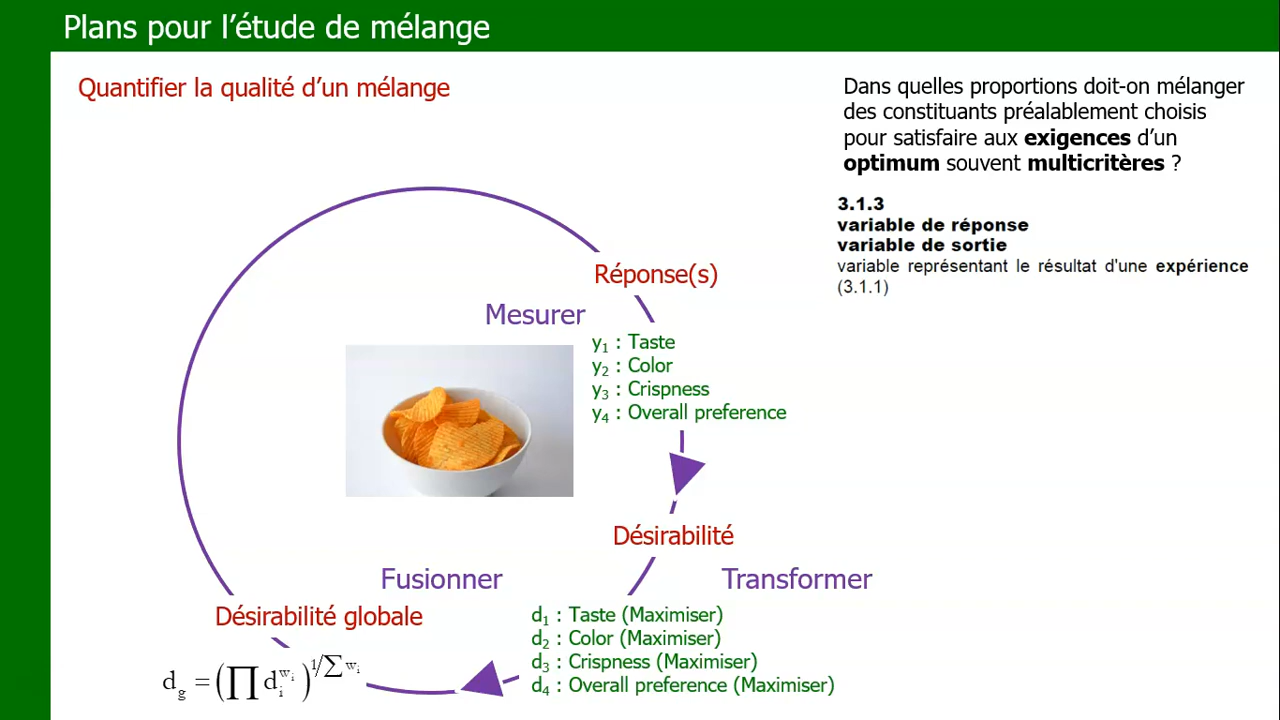 Plans pour l’étude de mélange
Quantifier la qualité d’un mélange
Dans quelles proportions doit-on mélanger
des constituants préalablement choisis
pour satisfaire aux exigences d’un
optimum souvent multicritères ?
3.1.3
variable de réponse
variable de sortie
variable représentant le résultat d'une expérience
(3.1.1)
Réponse(s)
Mesurer
y₁ : Taste
y₂ : Color
y₃ : Crispness
y₄ : Overall preference
Désirabilité
Fusionner
Transformer
Désirabilité globale
d₁ : Taste (Maximiser)
d₂ : Color (Maximiser)
d₃ : Crispness (Maximiser)
d₄ : Overall preference (Maximiser)
d_g = (∏ d_i^{w_i})^{1/∑ w_i}